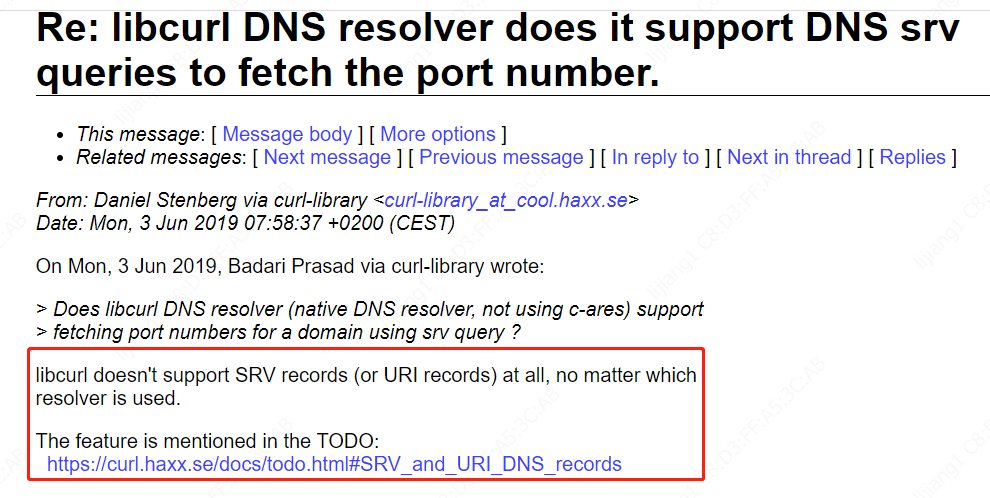 Re: libcurl DNS resolver does it support DNS srv
queries to fetch the port number.
• This message: [ Message body ] [ More options ]
• Related messages: [ Next message ] [ Previous message ] [ In reply to ] [ Next in thread ] [ Replies ]
From: Daniel Stenberg via curl-library <curl-library_at_cool.haxx.se>
Date: Mon, 3 Jun 2019 07:58:37 +0200 (CEST)
On Mon, 3 Jun 2019, Badari Prasad via curl-library wrote:
> Does libcurl DNS resolver (native DNS resolver, not using c-ares) support
> fetching port numbers for a domain using srv query ?
libcurl doesn't support SRV records (or URI records) at all, no matter which
resolver is used.
The feature is mentioned in the TODO:
https://curl.haxx.se/docs/todo.html#SRV_and_URI_DNS_records